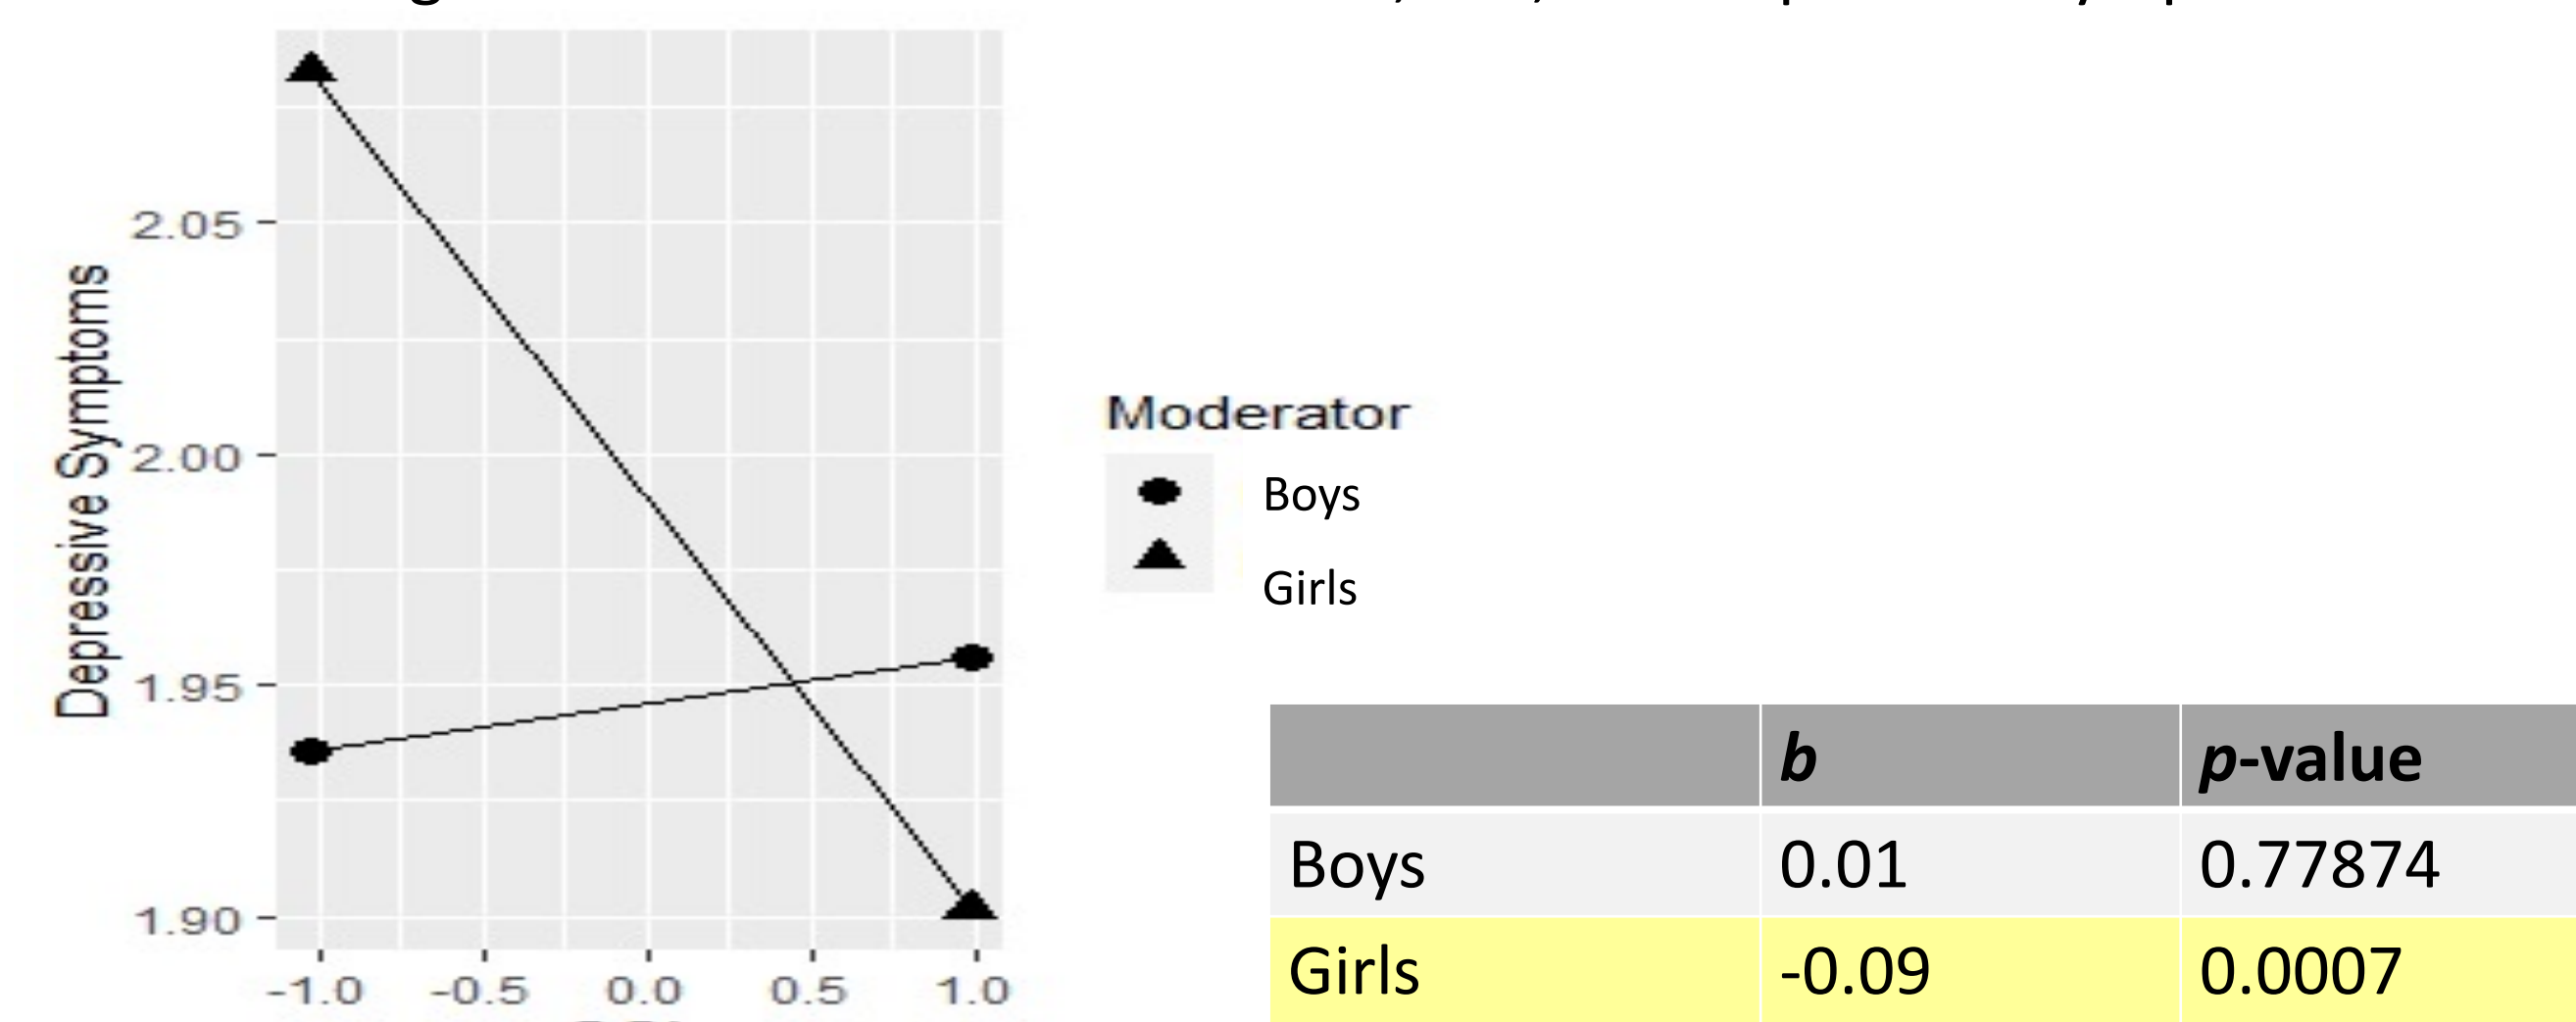 2.05
2.00
1.95
1.90
Depressive Symptoms
-1.0 -0.5 0.0 0.5 1.0
Moderator
Boys
Girls
b p-value
Boys 0.01 0.77874
Girls -0.09 0.0007